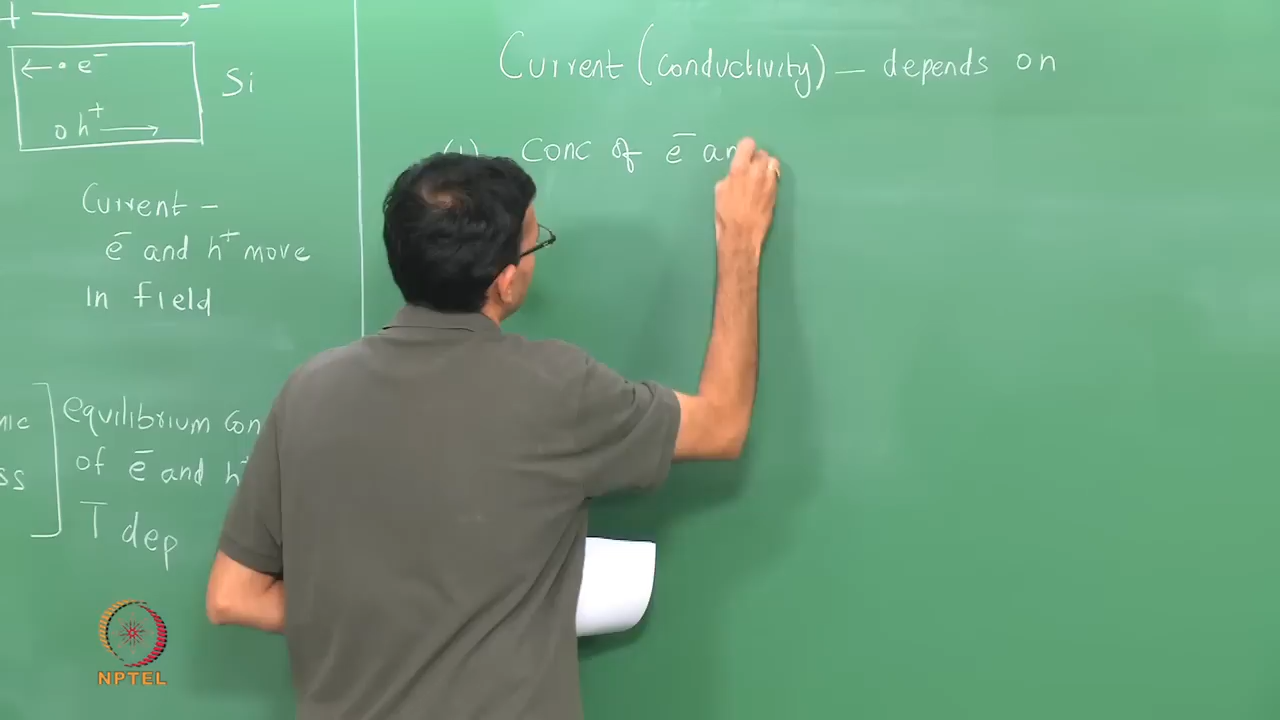 + -
e⁻
h⁺
Si
Current -
e⁻ and h⁺ move
in field
equilibrium con
of e⁻ and h⁺
T dep
Current (conductivity) — depends on
(1) Conc of e⁻ an
NPTEL